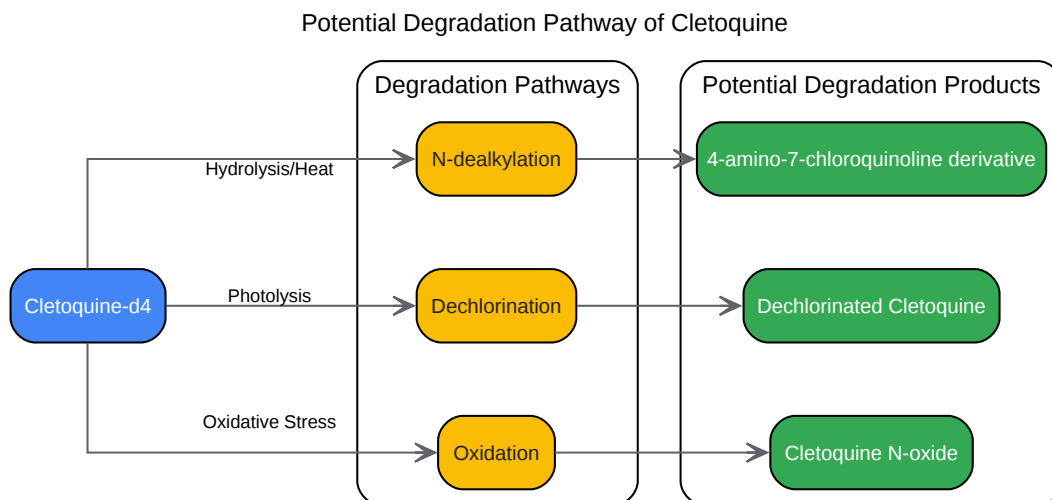 Potential Degradation Pathway of Cletoquine
Degradation Pathways
Potential Degradation Products
Hydrolysis/Heat
N-dealkylation
4-amino-7-chloroquinoline derivative
Cletoquine-d4
Photolysis
Dechlorination
Dechlorinated Cletoquine
Oxidative Stress
Oxidation
Cletoquine N-oxide